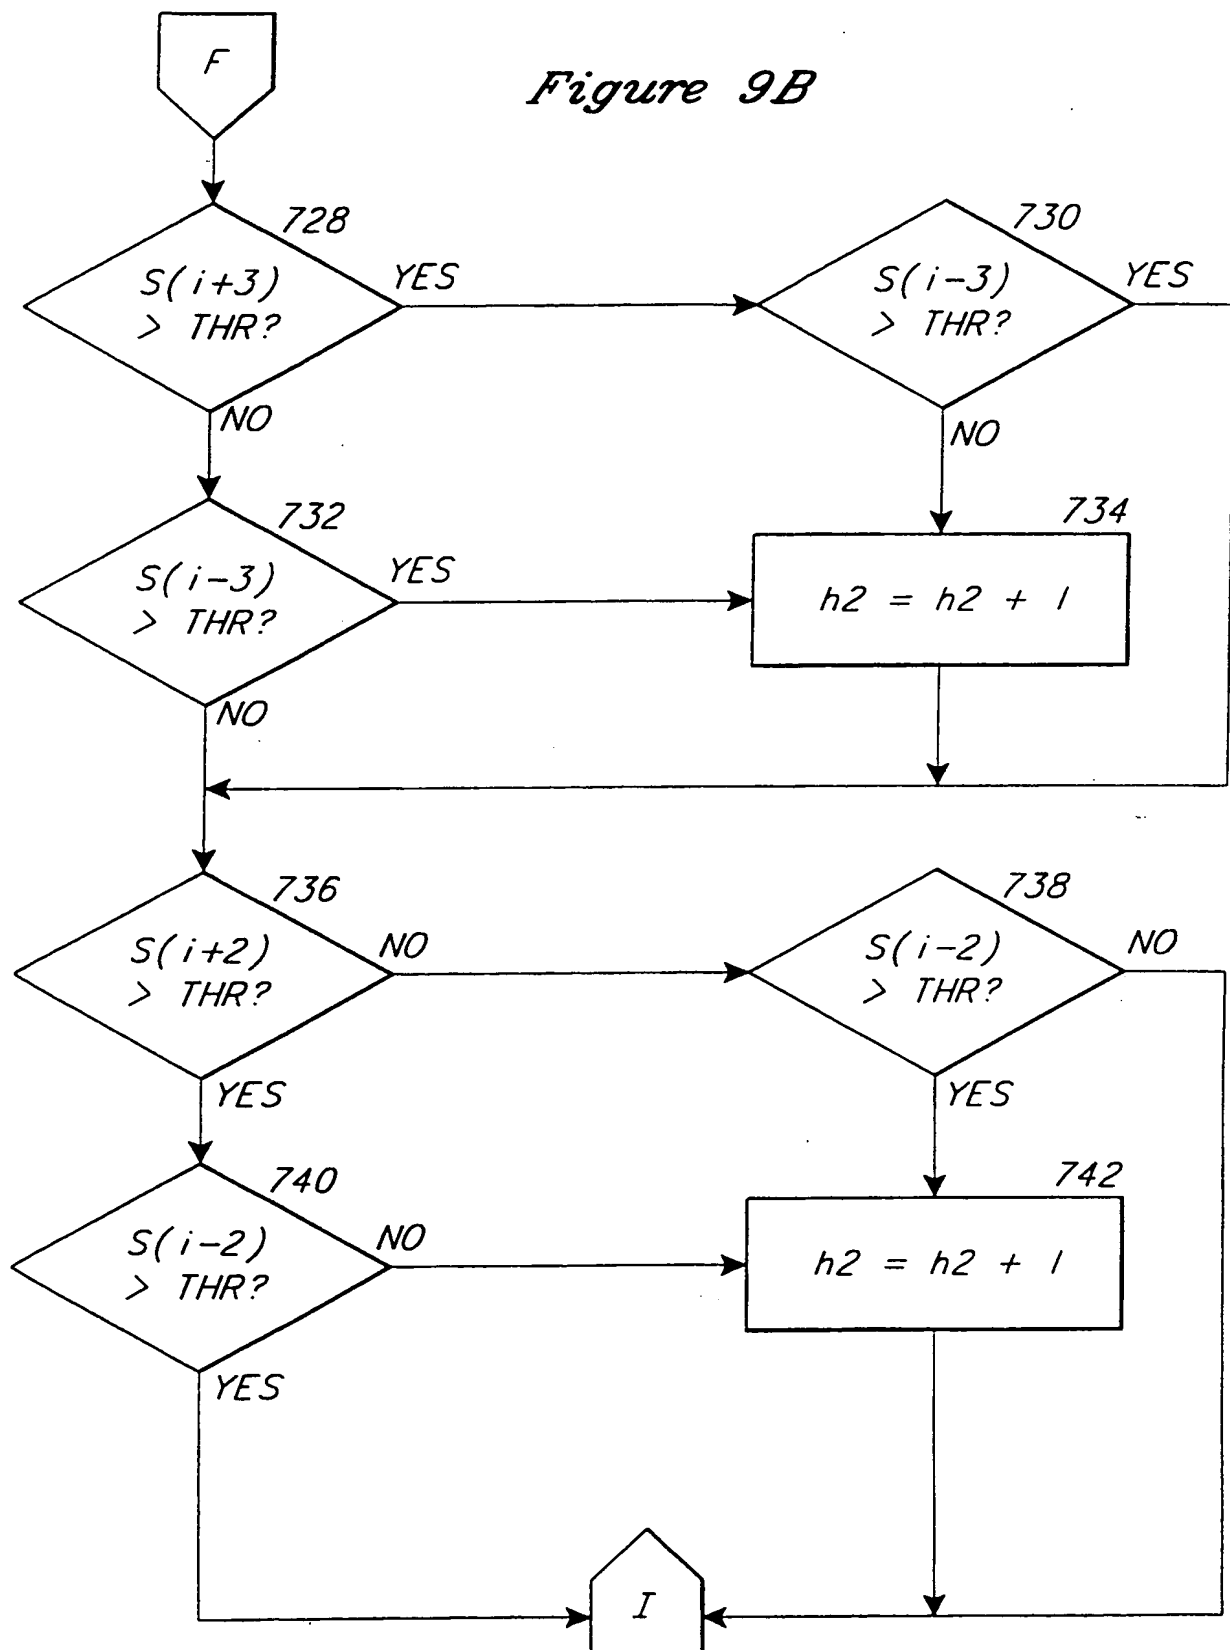 F
Figure 9B
728
S(i+3)
> THR?
YES
NO
730
S(i-3)
> THR?
YES
NO
732
S(i-3)
> THR?
YES
NO
734
h2 = h2 + 1
736
S(i+2)
> THR?
NO
YES
738
S(i-2)
> THR?
NO
YES
740
S(i-2)
> THR?
NO
YES
742
h2 = h2 + 1
I